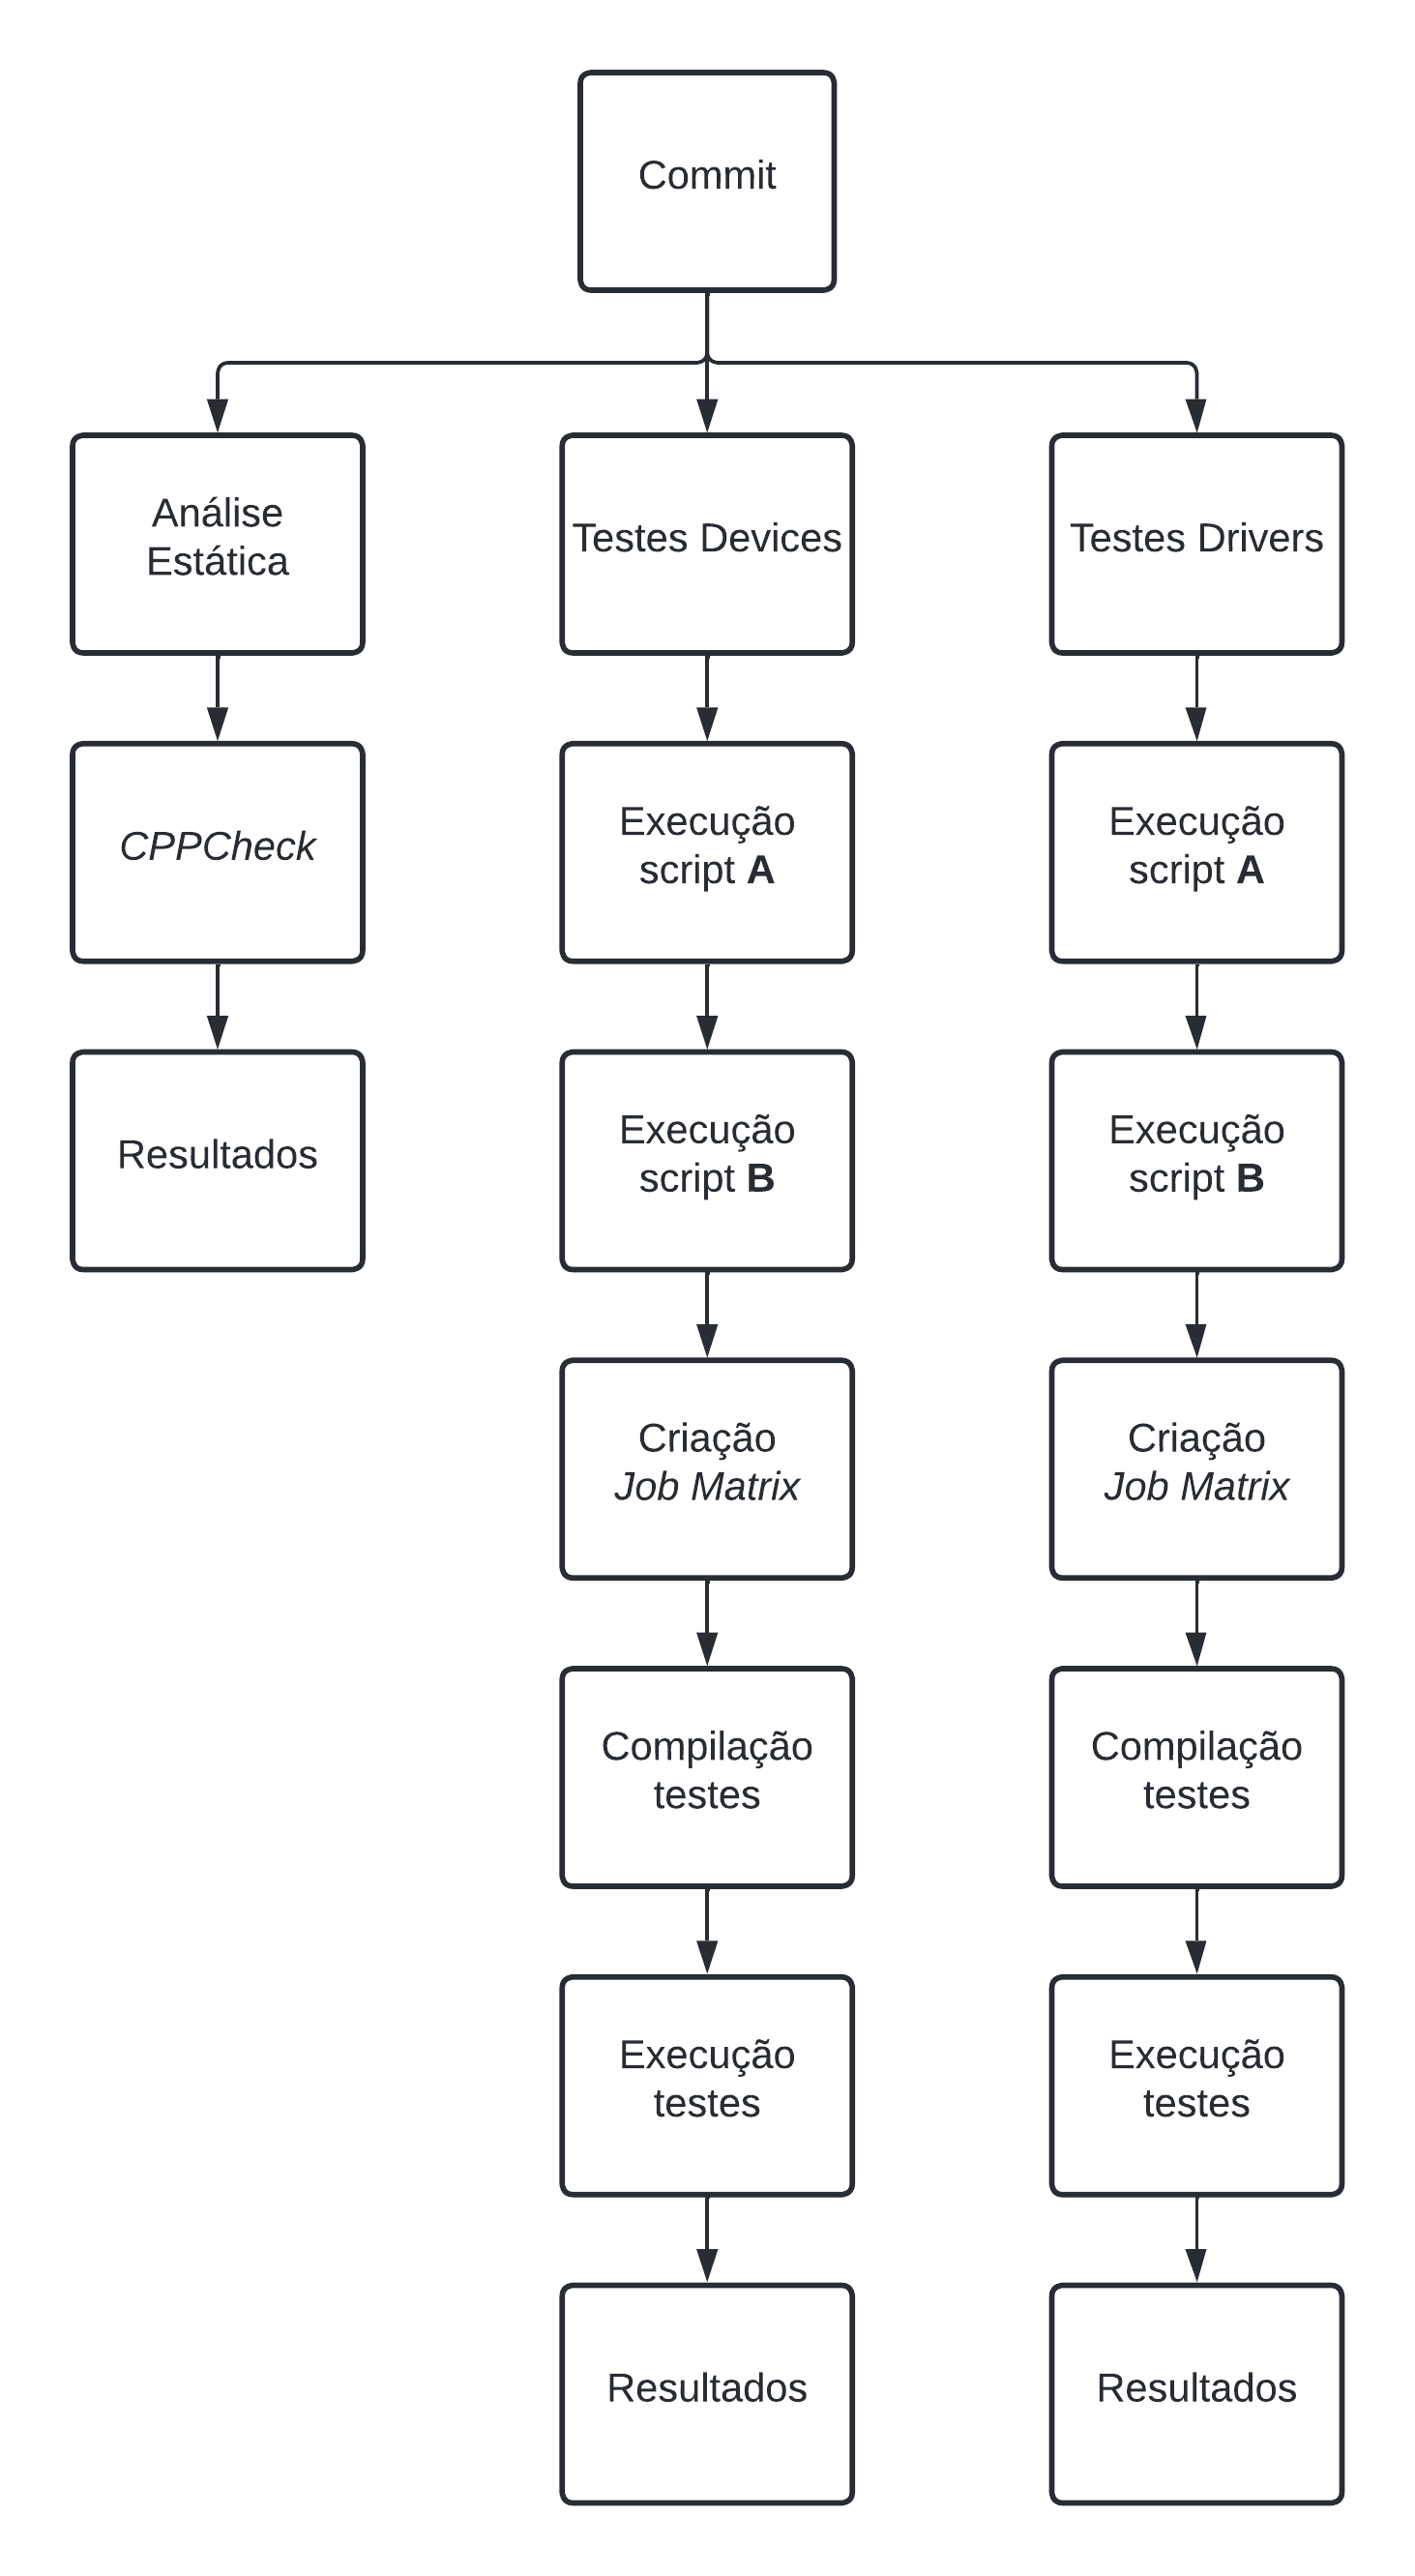 Commit
Análise
Estática
Testes Devices
Testes Drivers
CPPCheck
Execução
script A
Execução
script A
Resultados
Execução
script B
Execução
script B
Criação
Job Matrix
Criação
Job Matrix
Compilação
testes
Compilação
testes
Execução
testes
Execução
testes
Resultados
Resultados